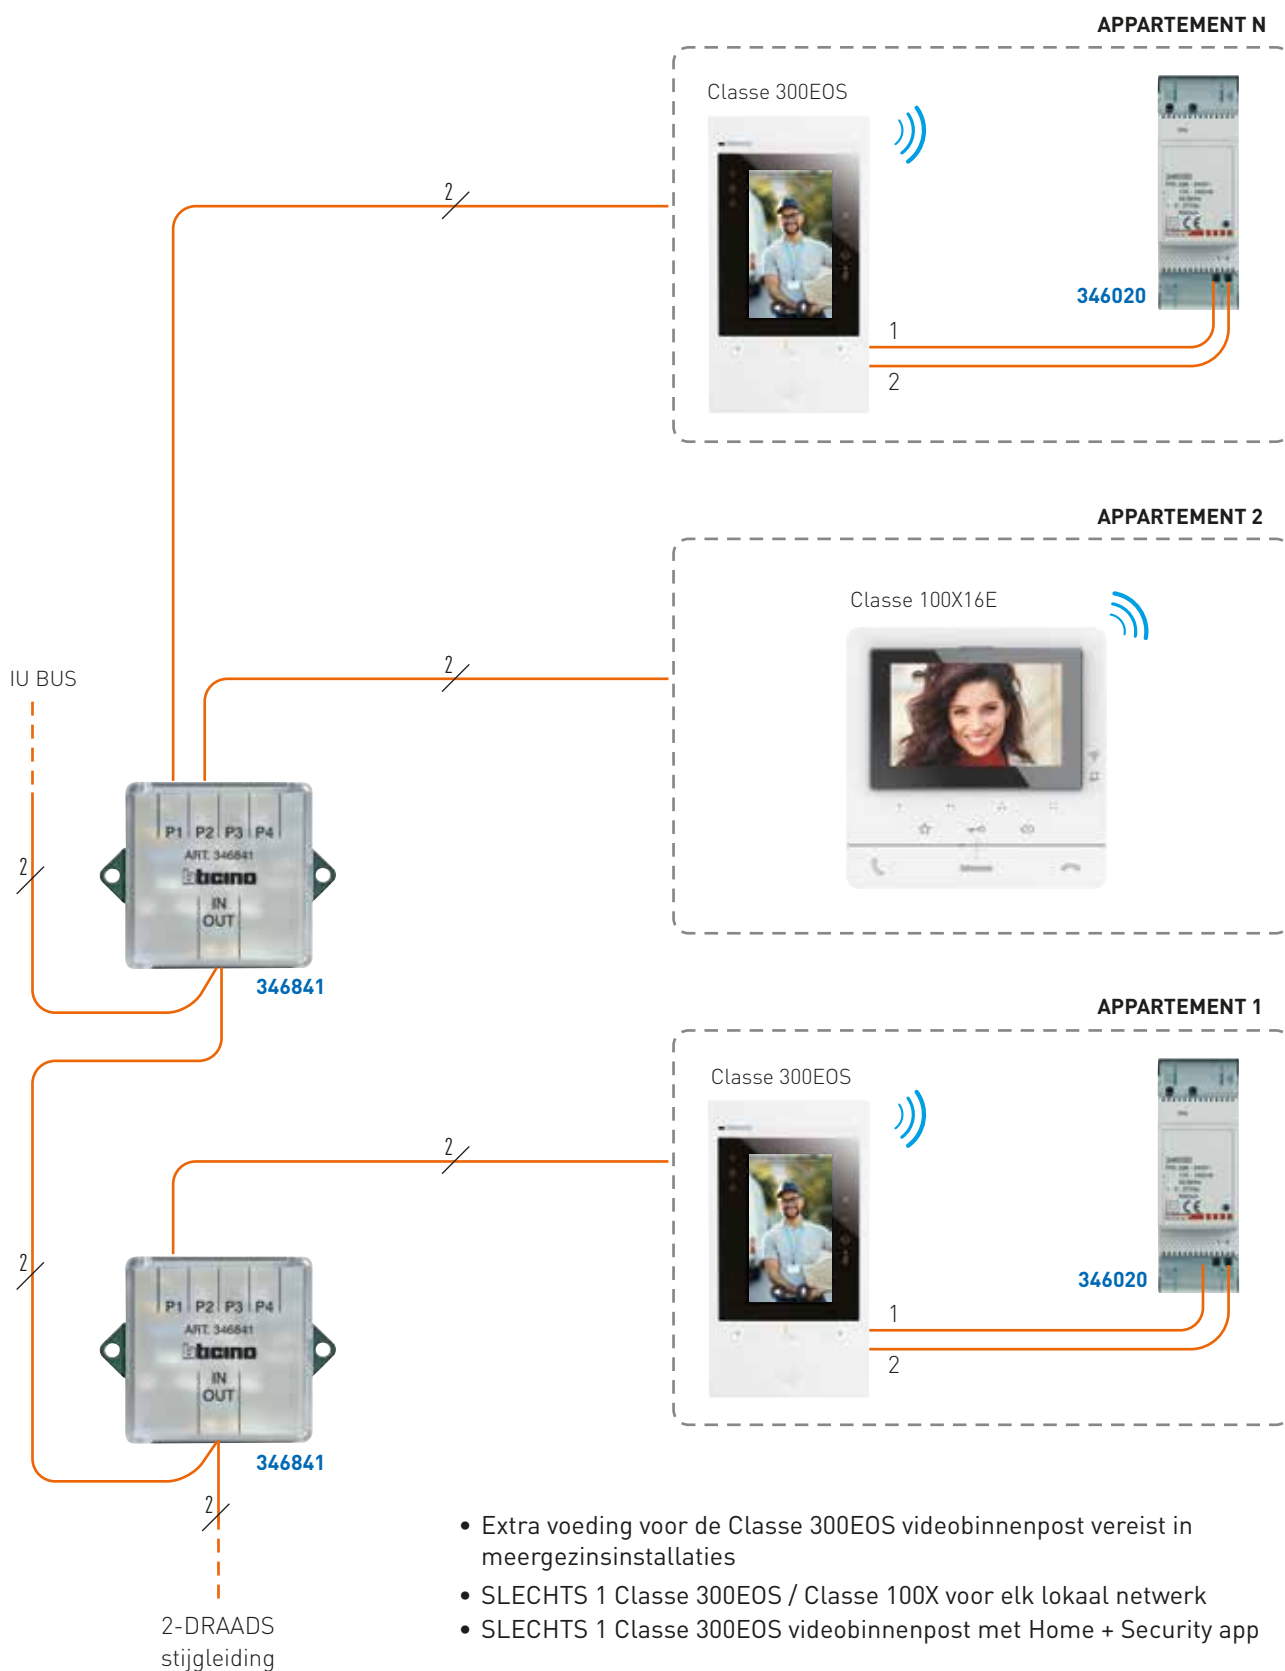 APPARTEMENT N
Classe 300EOS
2
346020
1
2
APPARTEMENT 2
Classe 100X16E
2
IU BUS
P1 P2 P3 P4
ART. 346841
bticino
IN
OUT
2
346841
APPARTEMENT 1
Classe 300EOS
2
346020
1
2
2
P1 P2 P3 P4
ART. 346841
bticino
IN
OUT
346841
2
2-DRAADS
stijgleiding
• Extra voeding voor de Classe 300EOS videobinnenpost vereist in
meergezinsinstallaties
• SLECHTS 1 Classe 300EOS / Classe 100X voor elk lokaal netwerk
• SLECHTS 1 Classe 300EOS videobinnenpost met Home + Security app